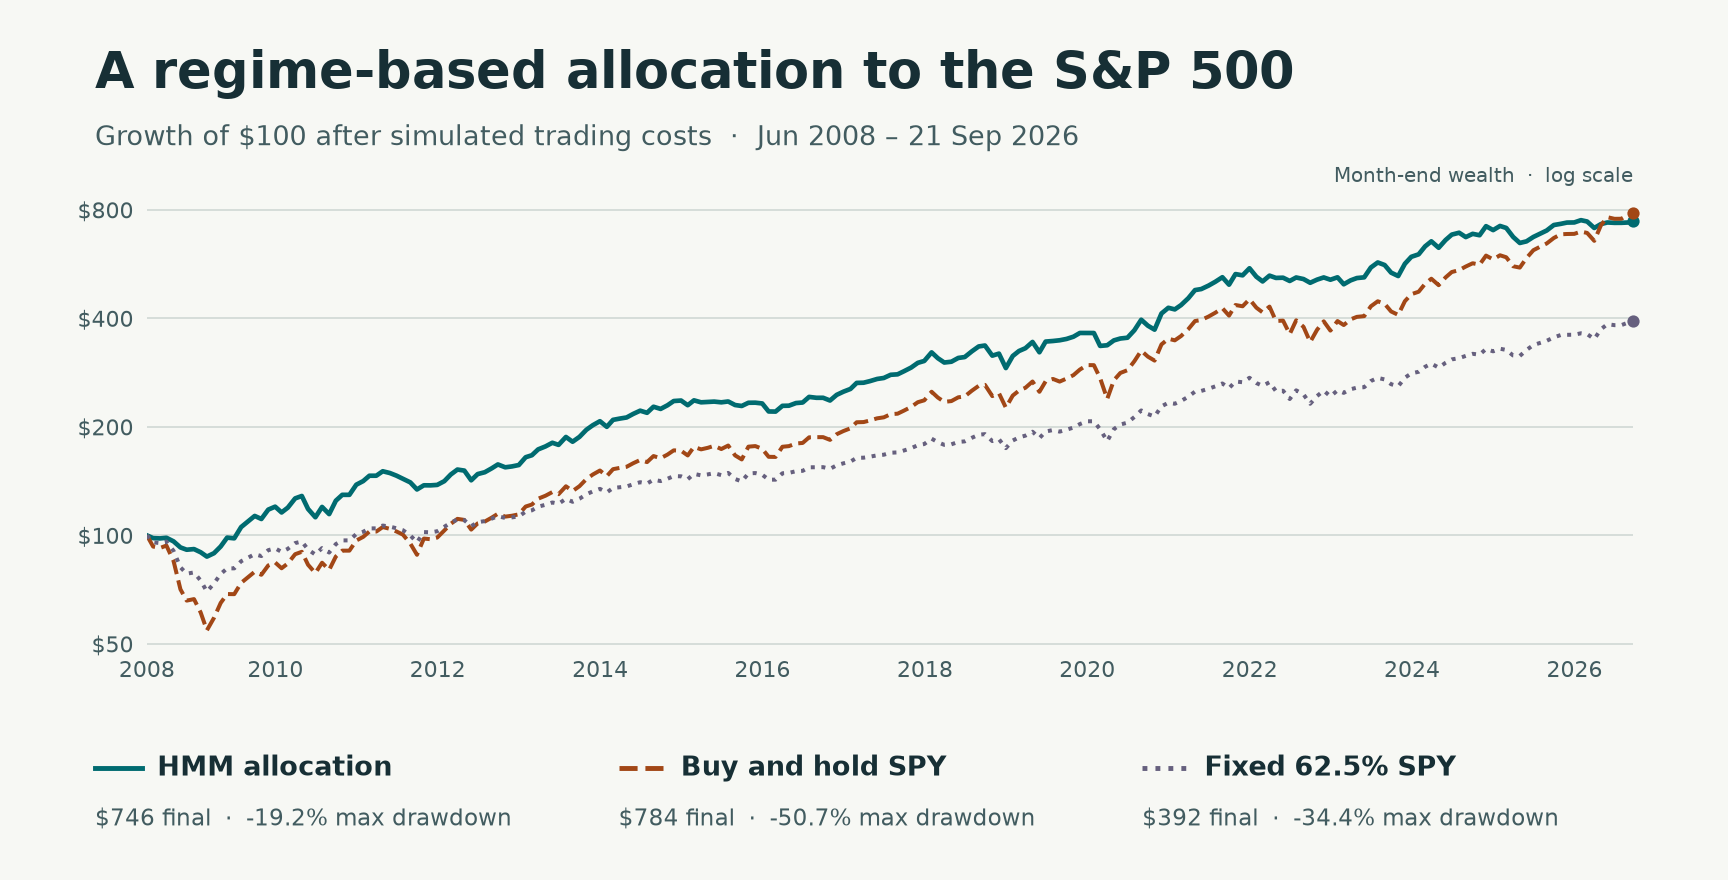 A regime-based allocation to the S&P 500
Growth of $100 after simulated trading costs · Jun 2008 – 21 Sep 2026
Month-end wealth · log scale
$800
$400
$200
$100
$50
2008 2010 2012 2014 2016 2018 2020 2022 2024 2026
HMM allocation Buy and hold SPY Fixed 62.5% SPY
$746 final · -19.2% max drawdown $784 final · -50.7% max drawdown $392 final · -34.4% max drawdown